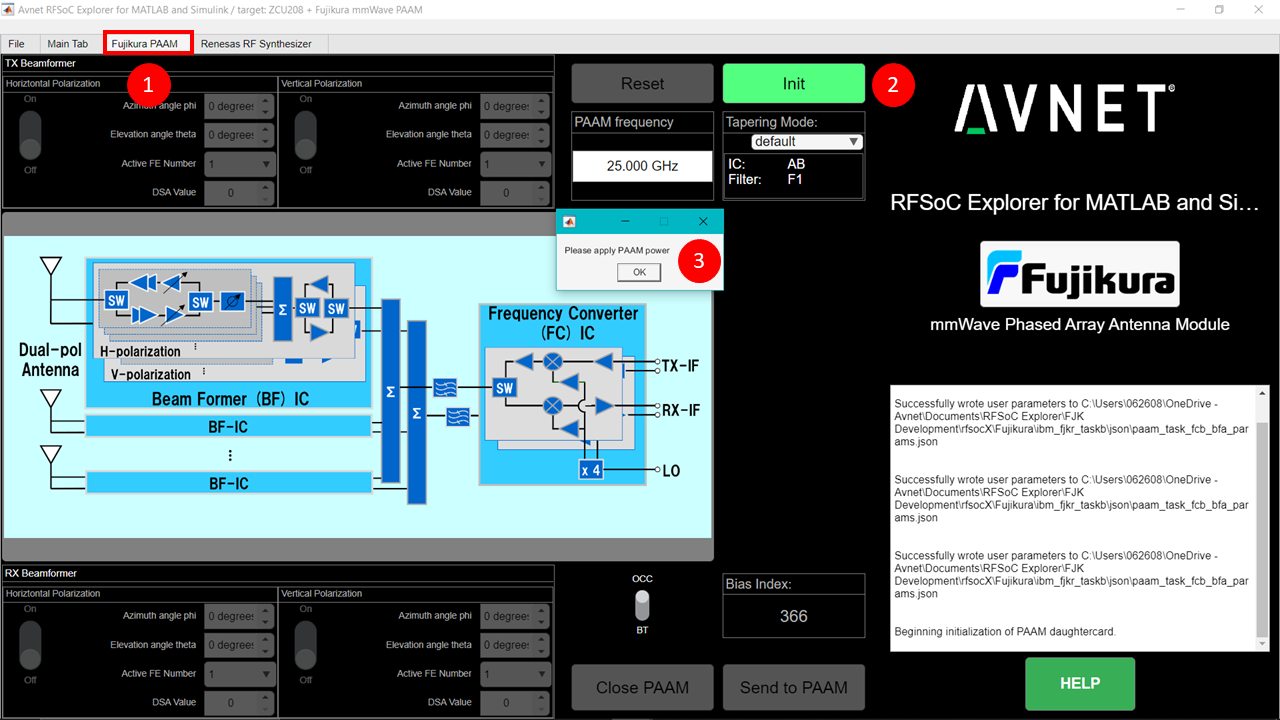 Avnet RFSoC Explorer for MATLAB and Simulink / target: ZCU208 + Fujikura mmWave PAAM
File
Main Tab
Fujikura PAAM
Renesas RF Synthesizer
TX Beamformer
Horiztontal Polarization
Vertical Polarization
1
On
Off
Azimuth angle phi
0 degrees
Elevation angle theta
0 degrees
Active FE Number
1
DSA Value
0
On
Off
Azimuth angle phi
0 degrees
Elevation angle theta
0 degrees
Active FE Number
1
DSA Value
0
Reset
Init
2
PAAM frequency
25.000 GHz
Tapering Mode:
default
IC: AB
Filter: F1
Please apply PAAM power
OK
3
SW
SW
Σ
SW
SW
H-polarization
V-polarization
Dual-pol
Antenna
Beam Former (BF) IC
BF-IC
BF-IC
Σ
Σ
Frequency Converter
(FC) IC
SW
x 4
TX-IF
RX-IF
LO
RX Beamformer
Horiztontal Polarization
Vertical Polarization
On
Off
Azimuth angle phi
0 degrees
Elevation angle theta
0 degrees
Active FE Number
1
DSA Value
0
On
Off
Azimuth angle phi
0 degrees
Elevation angle theta
0 degrees
Active FE Number
1
DSA Value
0
OCC
BT
Bias Index:
366
Close PAAM
Send to PAAM
AVNET®
RFSoC Explorer for MATLAB and Si…
Fujikura
mmWave Phased Array Antenna Module
Successfully wrote user parameters to C:\Users\062608\OneDrive -
Avnet\Documents\RFSoC Explorer\FJK
Development\rfsocX\Fujikura\ibm_fjkr_taskb\json\paam_task_fcb_bfa_par
ams.json
Successfully wrote user parameters to C:\Users\062608\OneDrive -
Avnet\Documents\RFSoC Explorer\FJK
Development\rfsocX\Fujikura\ibm_fjkr_taskb\json\paam_task_fcb_bfa_par
ams.json
Successfully wrote user parameters to C:\Users\062608\OneDrive -
Avnet\Documents\RFSoC Explorer\FJK
Development\rfsocX\Fujikura\ibm_fjkr_taskb\json\paam_task_fcb_bfa_par
ams.json
Beginning initialization of PAAM daughtercard.
HELP